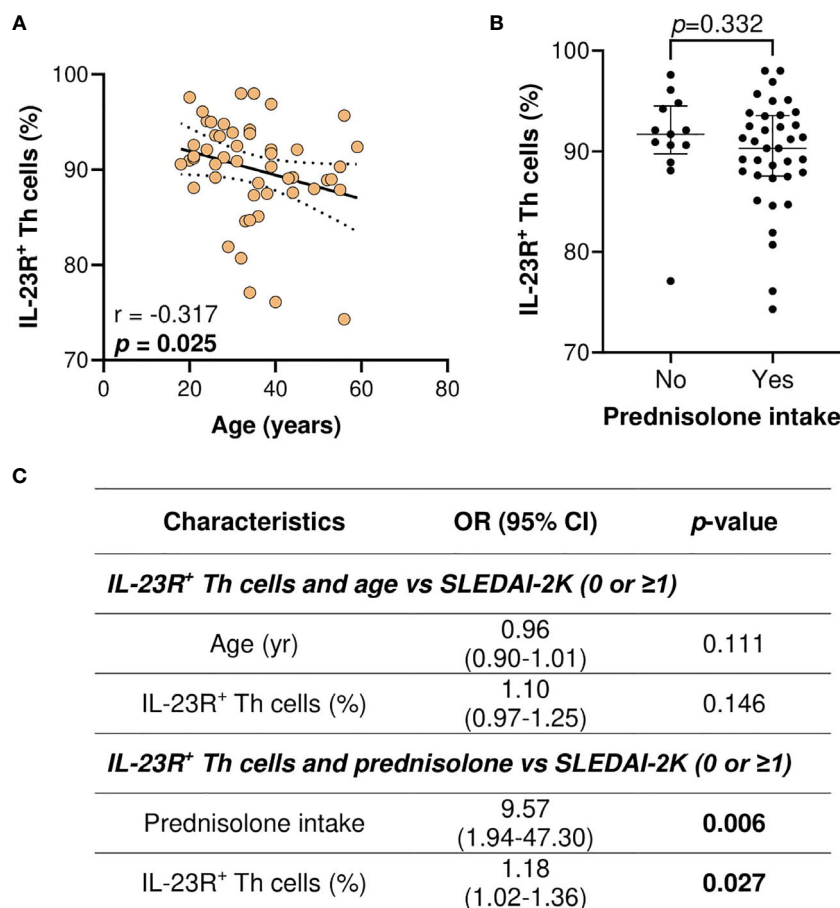 A
IL-23R⁺ Th cells (%)
100
90
80
70
r = -0.317
p = 0.025
0
20
40
60
80
Age (years)
B
p=0.332
IL-23R⁺ Th cells (%)
100
90
80
70
No
Yes
Prednisolone intake
C
Characteristics OR (95% CI) p-value
IL-23R⁺ Th cells and age vs SLEDAI-2K (0 or ≥1)
Age (yr) 0.96 0.111
(0.90-1.01)
IL-23R⁺ Th cells (%) 1.10 0.146
(0.97-1.25)
IL-23R⁺ Th cells and prednisolone vs SLEDAI-2K (0 or ≥1)
Prednisolone intake 9.57 0.006
(1.94-47.30)
IL-23R⁺ Th cells (%) 1.18 0.027
(1.02-1.36)